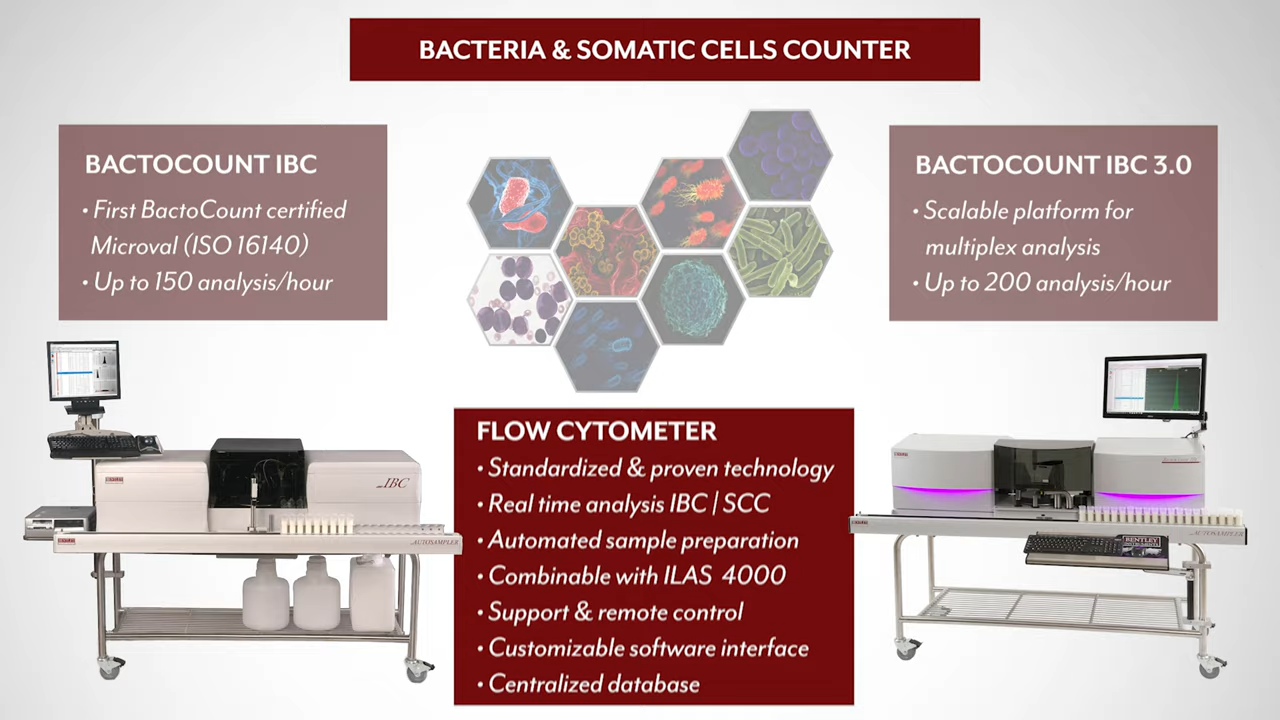 BACTERIA & SOMATIC CELLS COUNTER
BACTOCOUNT IBC
• First BactoCount certified
Microval (ISO 16140)
• Up to 150 analysis/hour
BACTOCOUNT IBC 3.0
• Scalable platform for
multiplex analysis
• Up to 200 analysis/hour
FLOW CYTOMETER
• Standardized & proven technology
• Real time analysis IBC | SCC
• Automated sample preparation
• Combinable with ILAS 4000
• Support & remote control
• Customizable software interface
• Centralized database
IBC
AUTOSAMPLER
AUTOSAMPLER
BENTLEY
INSTRUMENTS